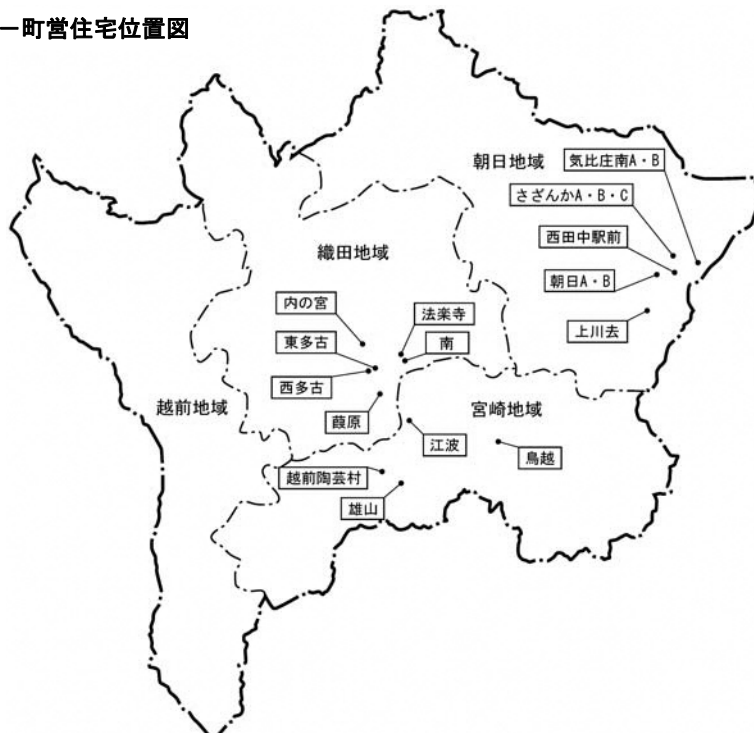 ー町営住宅位置図
朝日地域
気比庄南A・B
さざんかA・B・C
西田中駅前
朝日A・B
上川去
織田地域
内の宮
法楽寺
東多古
南
西多古
葭原
越前地域
宮崎地域
江波
鳥越
越前陶芸村
雄山